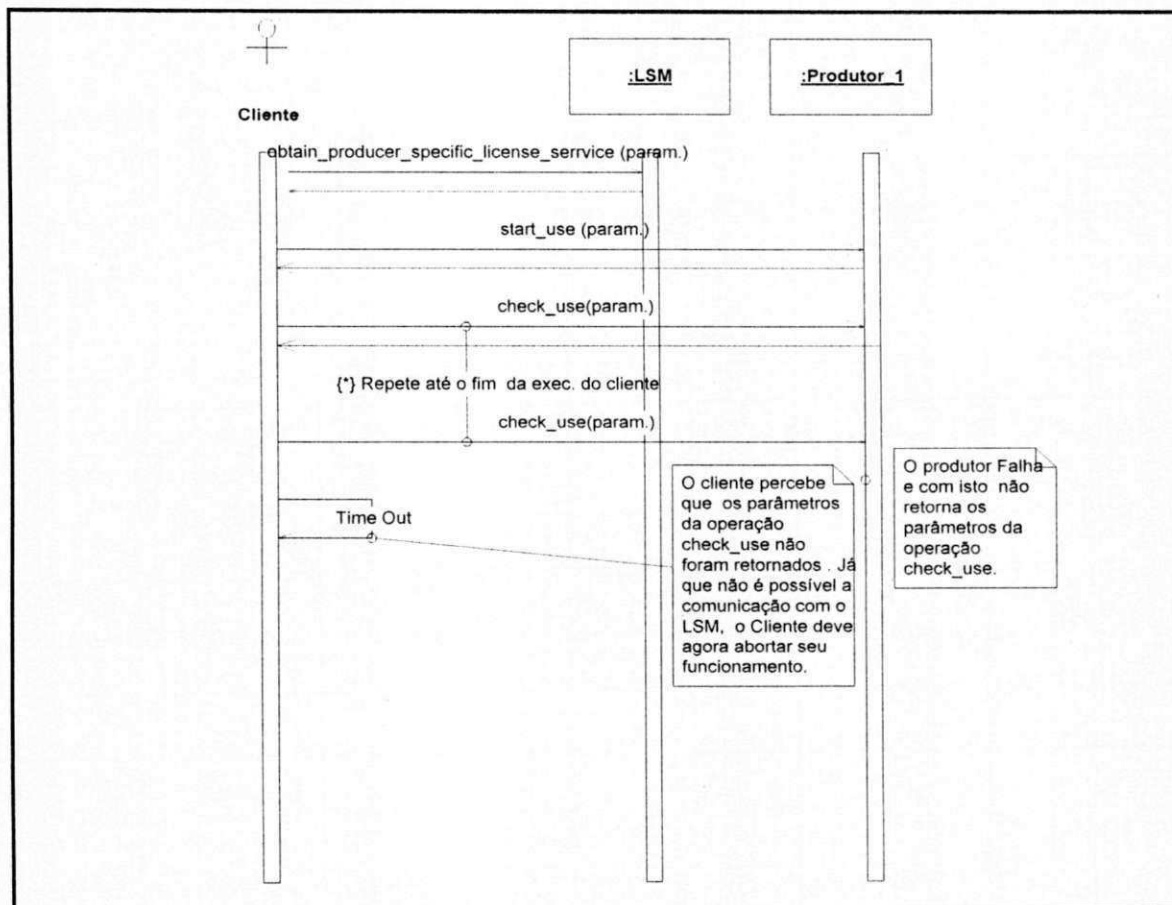 :LSM
:Produtor_1
Cliente
obtain_producer_specific_license_serrvice (param.)
start_use (param.)
check_use(param.)
{*} Repete até o fim da exec. do cliente
check_use(param.)
O produtor Falha
e com isto não
retorna os
parâmetros da
operação
check_use.
O cliente percebe
que os parâmetros
da operação
check_use não
foram retornados . Já
que não é possível a
comunicação com o
LSM, o Cliente deve
agora abortar seu
funcionamento.
Time Out